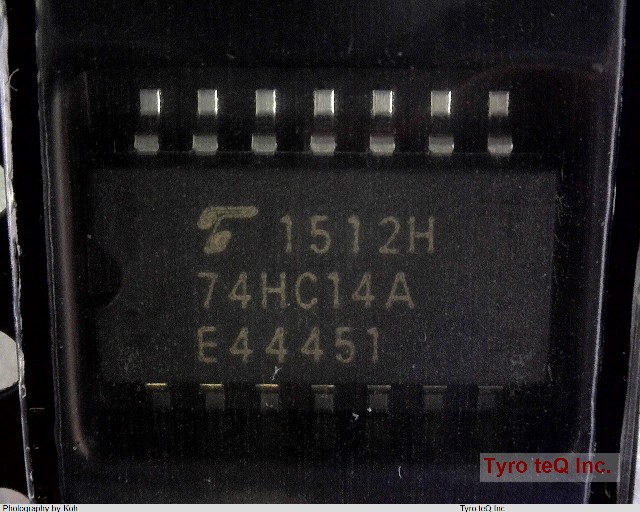 1512H
74HC14A
E44451
Tyro teQ Inc.
Photography by Koh
Tyro teQ Inc